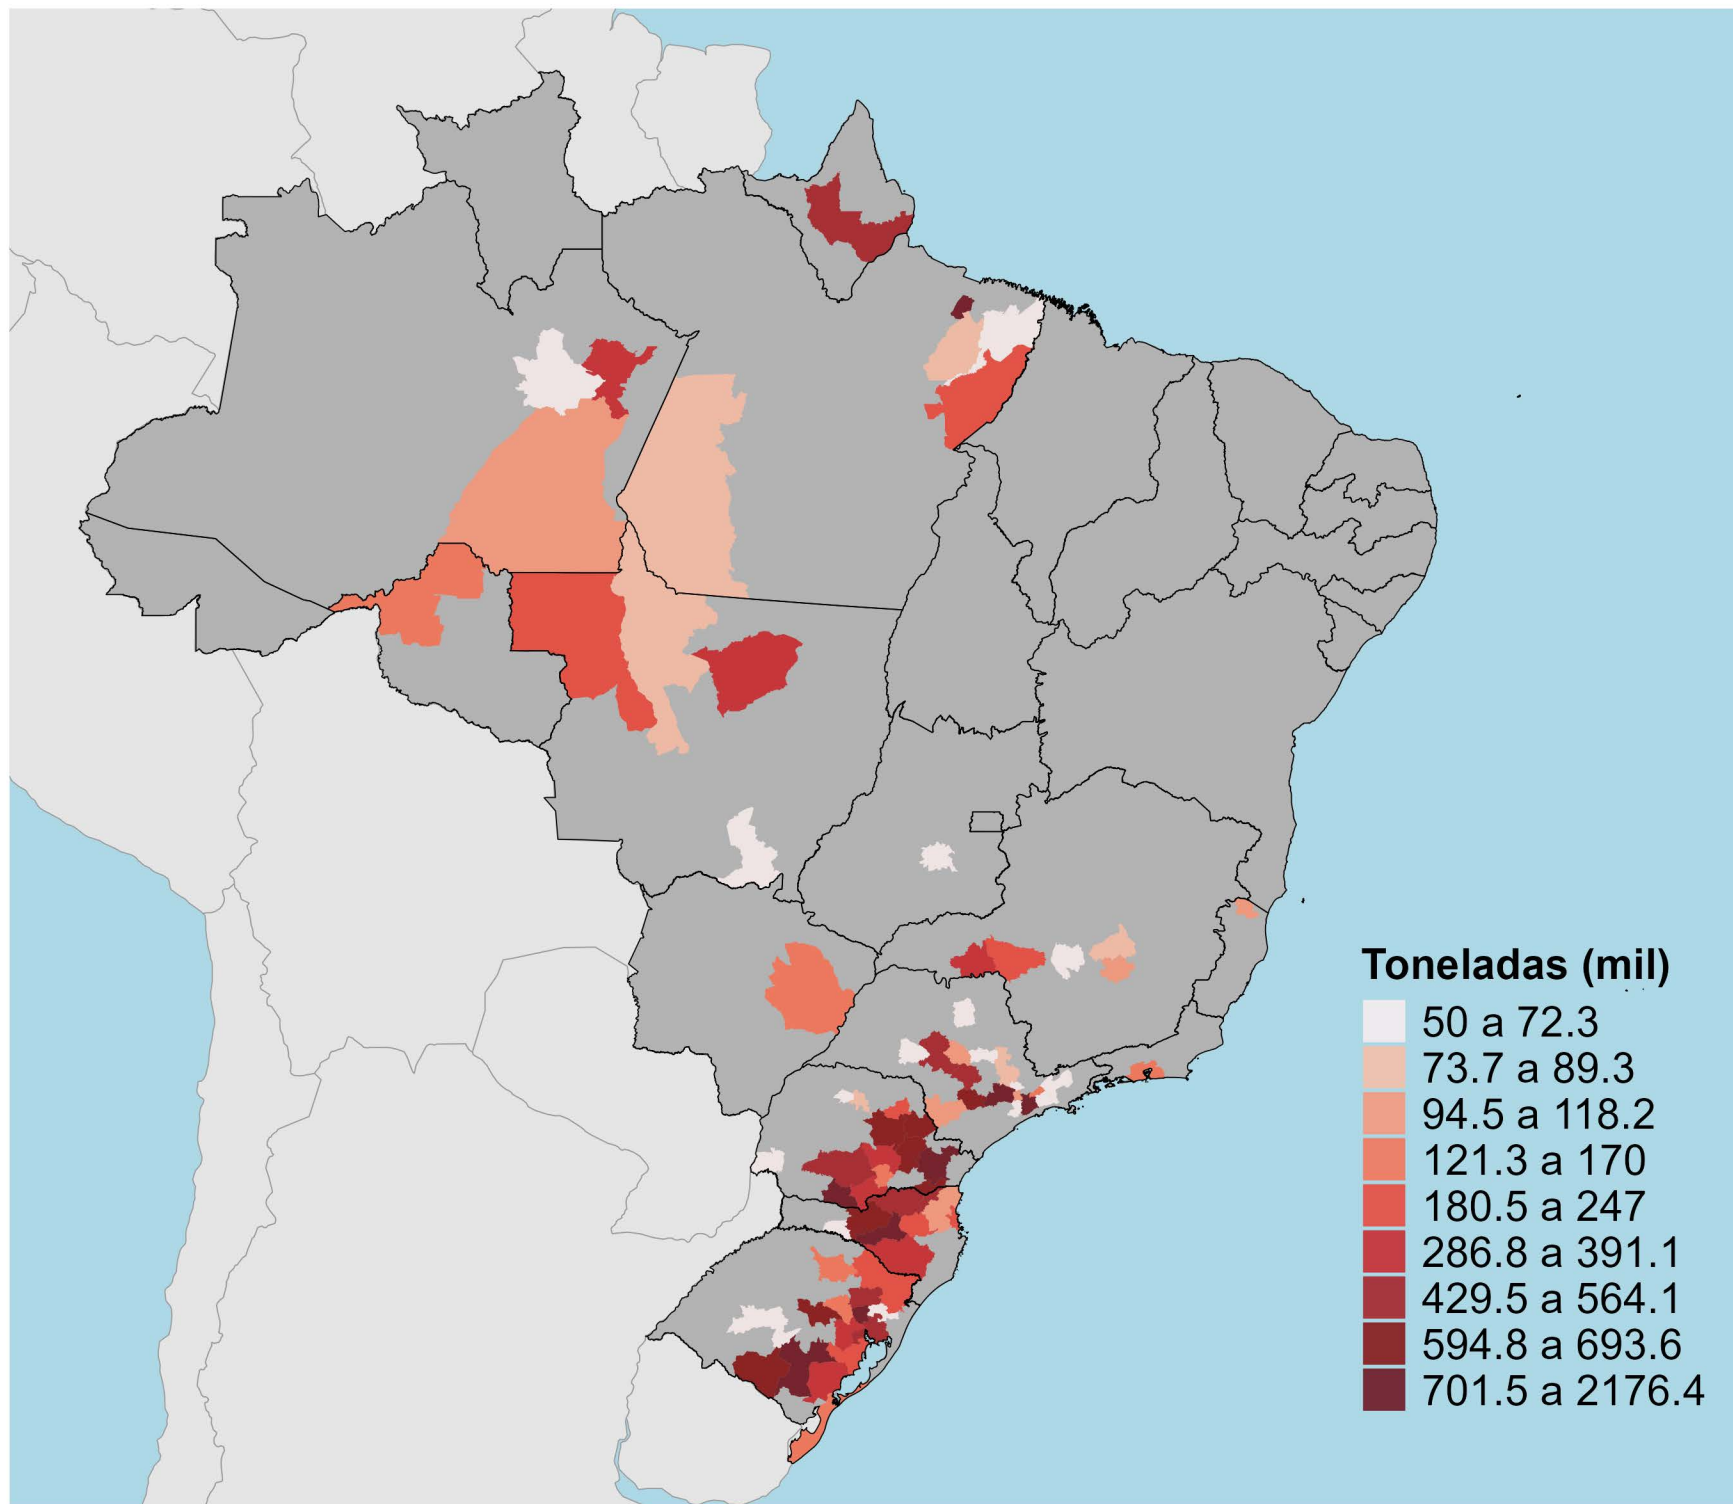 Toneladas (mil)
50 a 72.3
73.7 a 89.3
94.5 a 118.2
121.3 a 170
180.5 a 247
286.8 a 391.1
429.5 a 564.1
594.8 a 693.6
701.5 a 2176.4